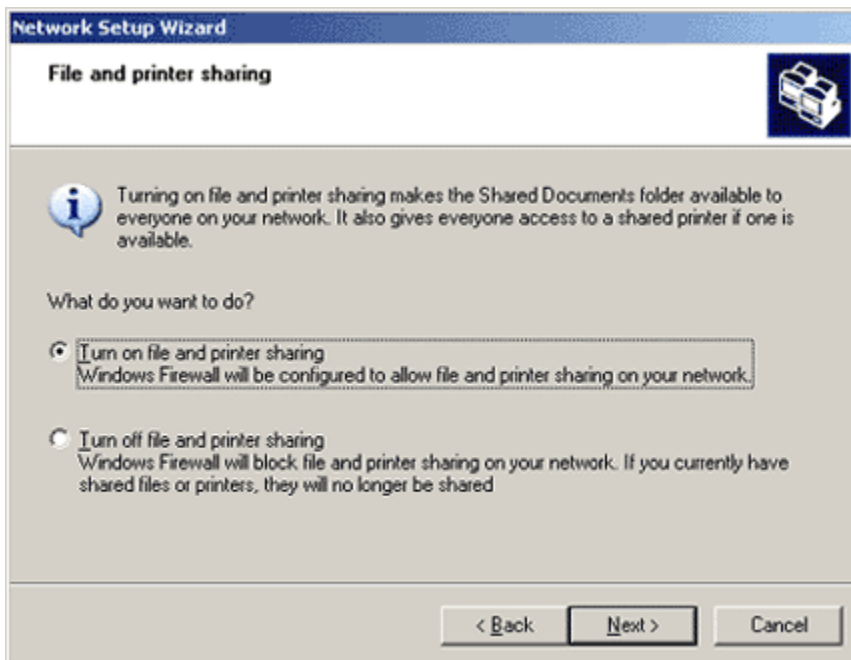 Network Setup Wizard
File and printer sharing
Turning on file and printer sharing makes the Shared Documents folder available to
everyone on your network. It also gives everyone access to a shared printer if one is
available.
What do you want to do?
Turn on file and printer sharing
Windows Firewall will be configured to allow file and printer sharing on your network.
Turn off file and printer sharing
Windows Firewall will block file and printer sharing on your network. If you currently have
shared files or printers, they will no longer be shared
< Back Next > Cancel